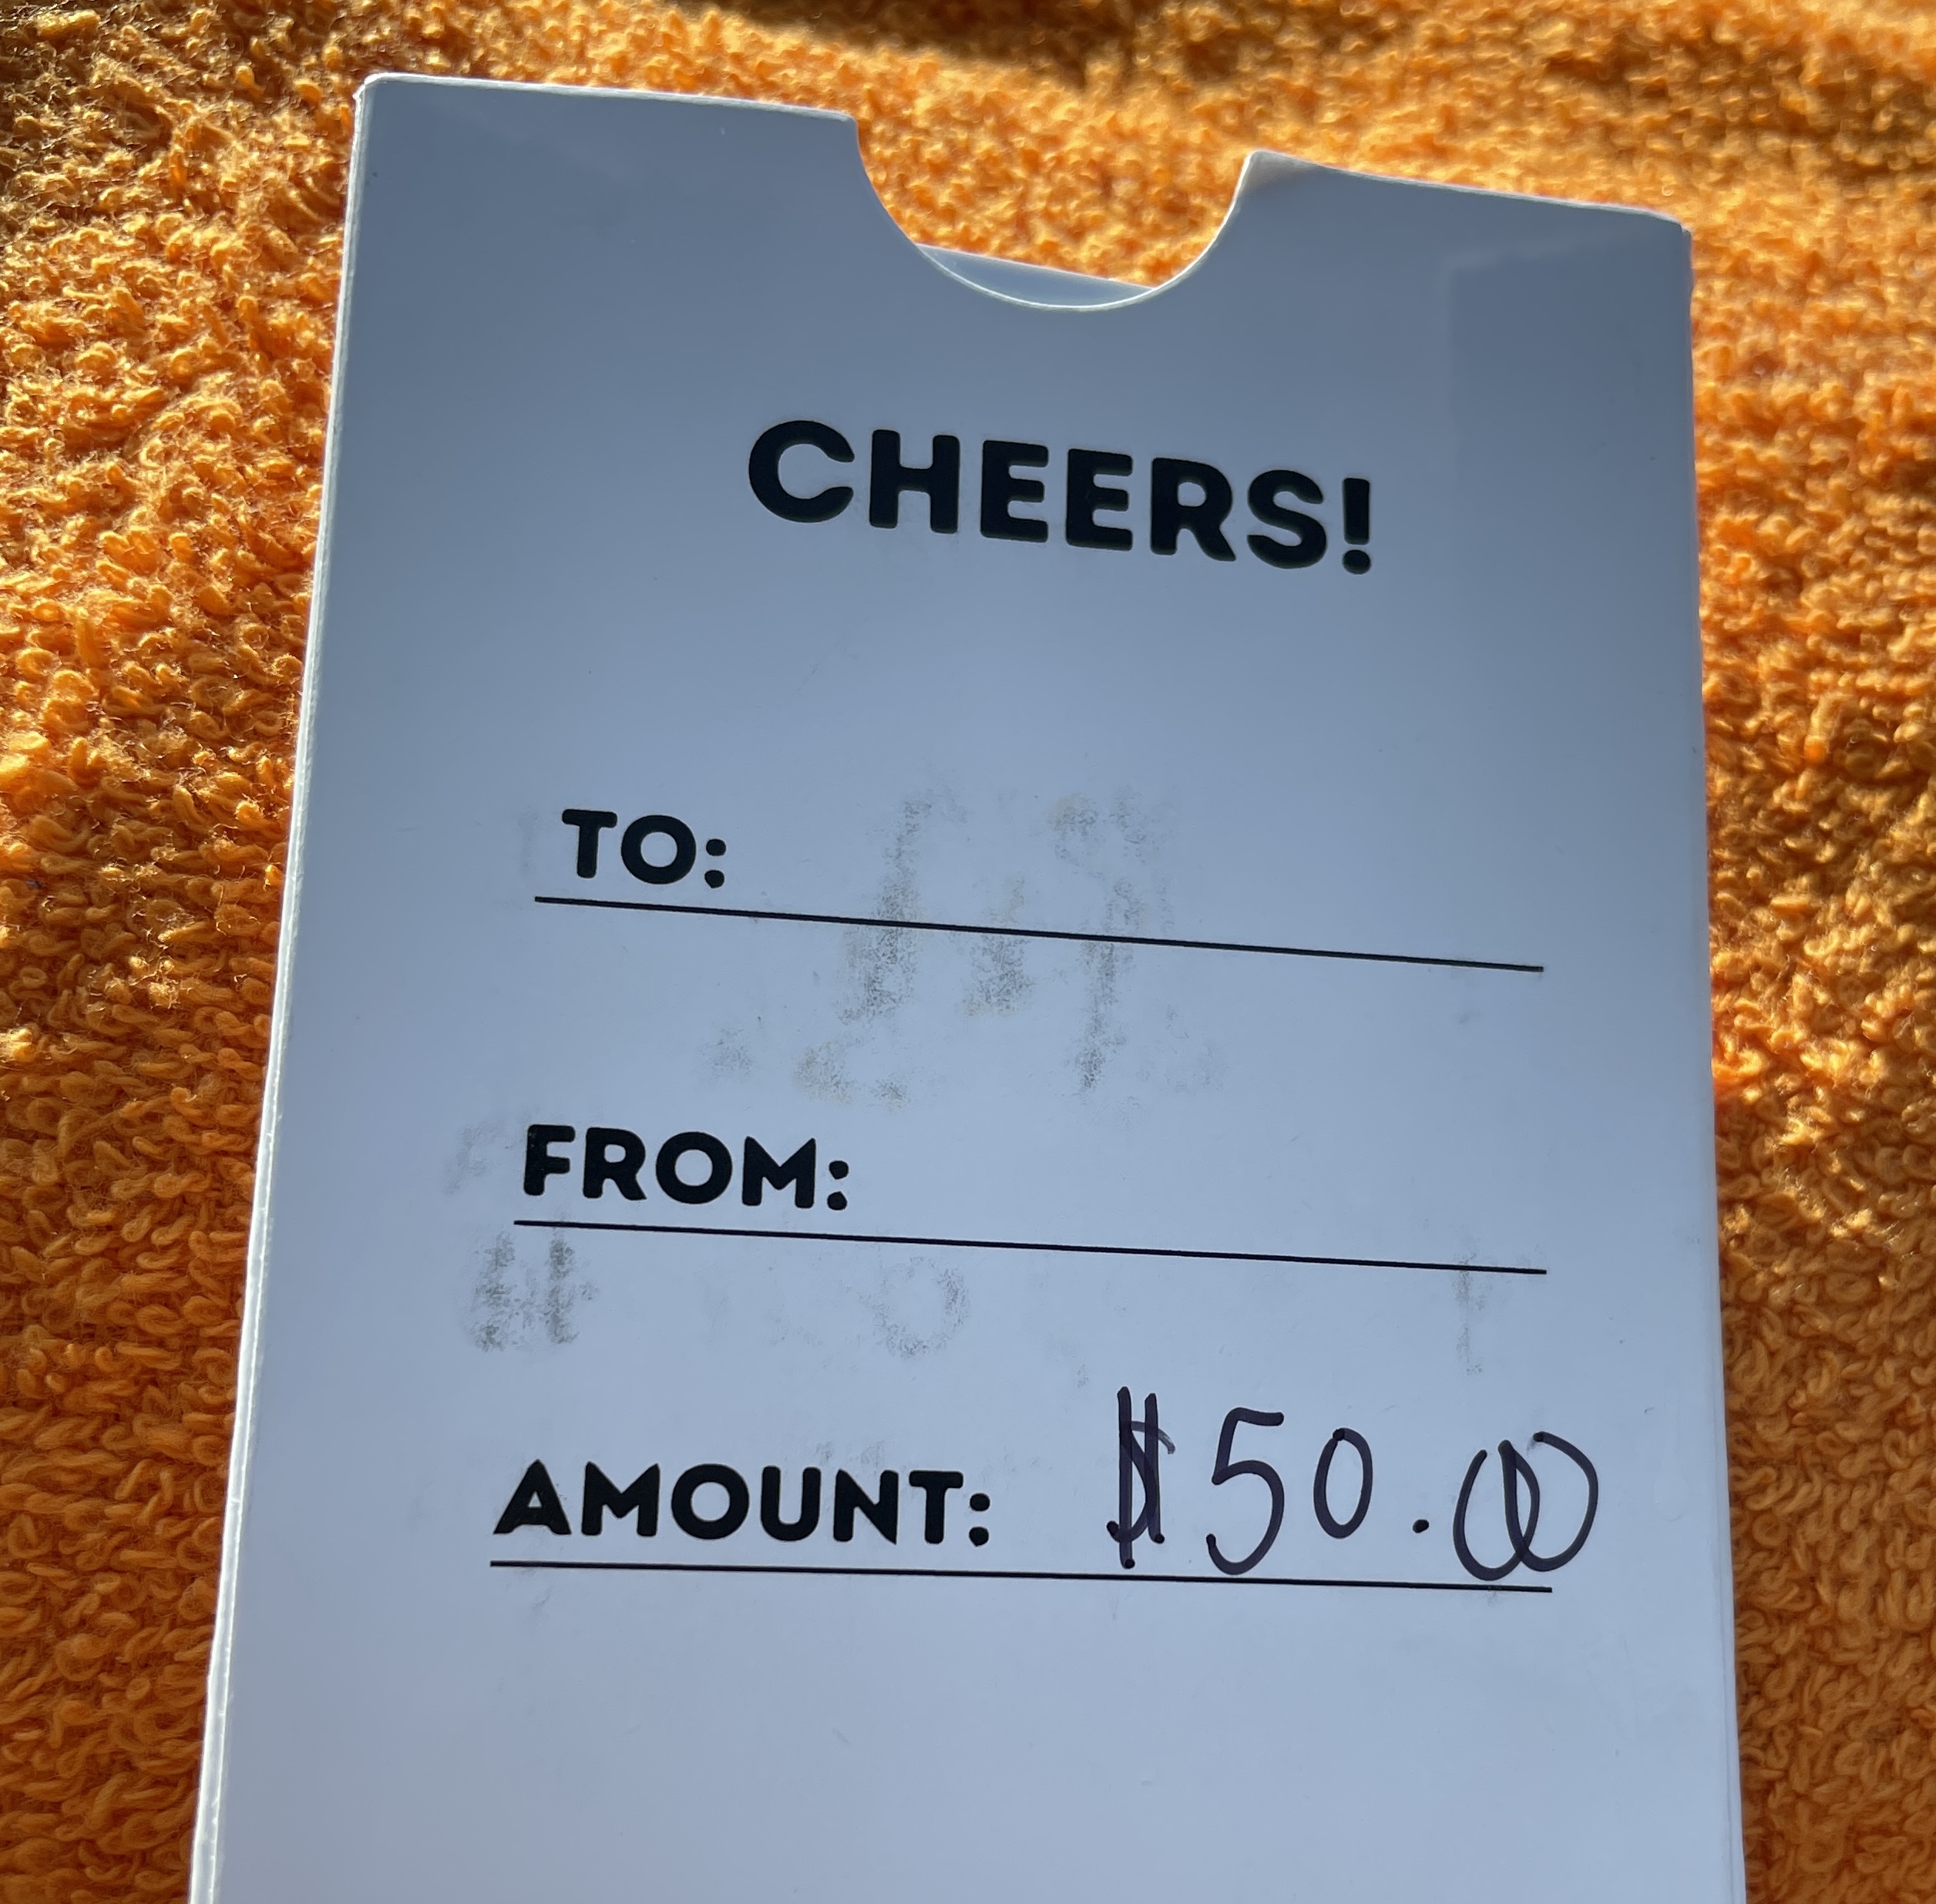 CHEERS!
TO:
FROM:
AMOUNT: $50.00